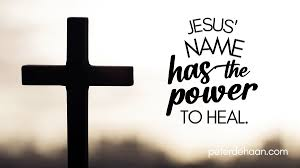 JESUS'
NAME
has the
power
TO HEAL.
peterdehaan.com